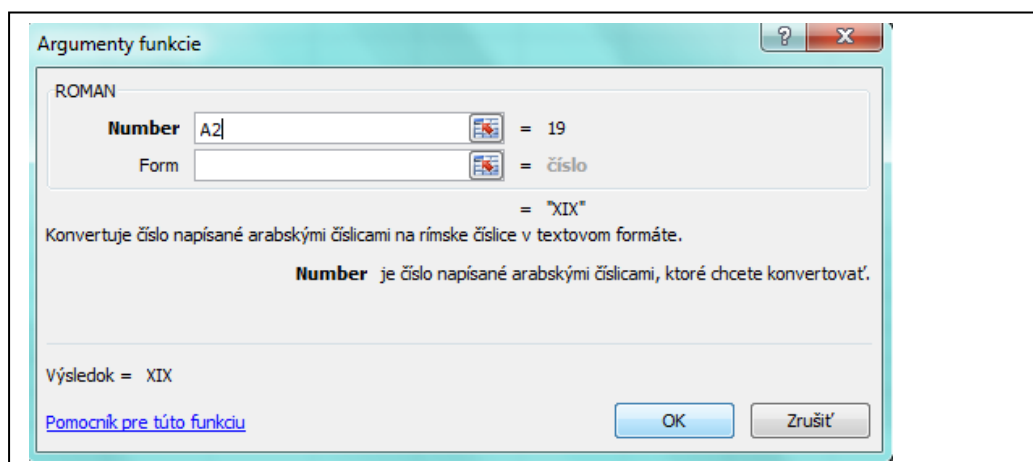 Argumenty funkcie
ROMAN
Number A2 = 19
Form = číslo
= "XIX"
Konvertuje číslo napísané arabskými číslicami na rímske číslice v textovom formáte.
Number je číslo napísané arabskými číslicami, ktoré chcete konvertovať.
Výsledok = XIX
Pomocník pre túto funkciu OK Zrušiť